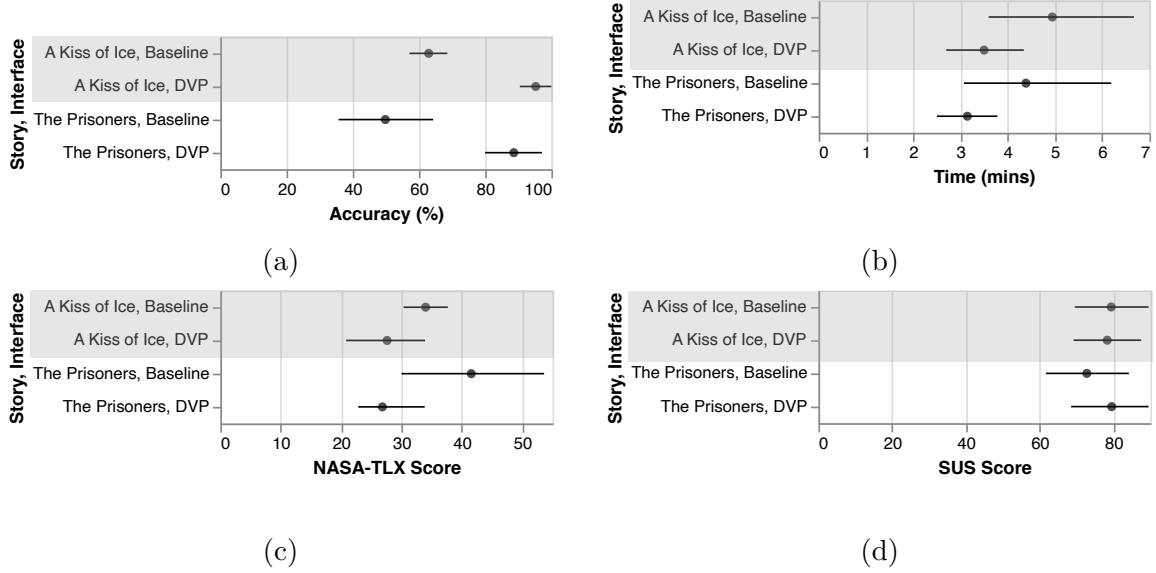 Story, Interface
A Kiss of Ice, Baseline
A Kiss of Ice, DVP
The Prisoners, Baseline
The Prisoners, DVP
0 20 40 60 80 100
Accuracy (%)
(a)
Story, Interface
A Kiss of Ice, Baseline
A Kiss of Ice, DVP
The Prisoners, Baseline
The Prisoners, DVP
0 1 2 3 4 5 6 7
Time (mins)
(b)
Story, Interface
A Kiss of Ice, Baseline
A Kiss of Ice, DVP
The Prisoners, Baseline
The Prisoners, DVP
0 10 20 30 40 50
NASA-TLX Score
(c)
Story, Interface
A Kiss of Ice, Baseline
A Kiss of Ice, DVP
The Prisoners, Baseline
The Prisoners, DVP
0 20 40 60 80
SUS Score
(d)